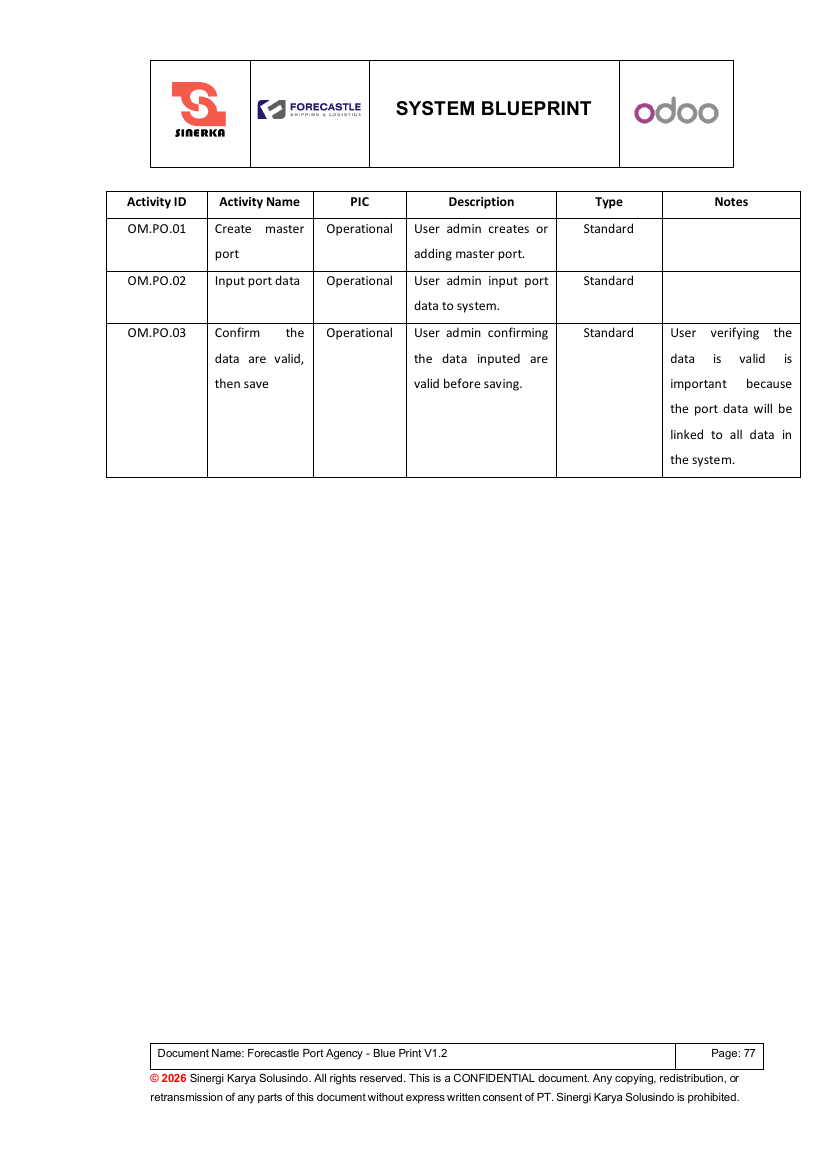 SINERKA
FORECASTLE
SHIPPING & LOGISTICS
SYSTEM BLUEPRINT
odoo
Activity ID Activity Name PIC Description Type Notes
OM.PO.01 Create master port Operational User admin creates or adding master port. Standard
OM.PO.02 Input port data Operational User admin input port data to system. Standard
OM.PO.03 Confirm the data are valid, then save Operational User admin confirming the data inputed are valid before saving. Standard User verifying the data is valid is important because the port data will be linked to all data in the system.
Document Name: Forecastle Port Agency - Blue Print V1.2 Page: 77
© 2026 Sinergi Karya Solusindo. All rights reserved. This is a CONFIDENTIAL document. Any copying, redistribution, or
retransmission of any parts of this document without express written consent of PT. Sinergi Karya Solusindo is prohibited.